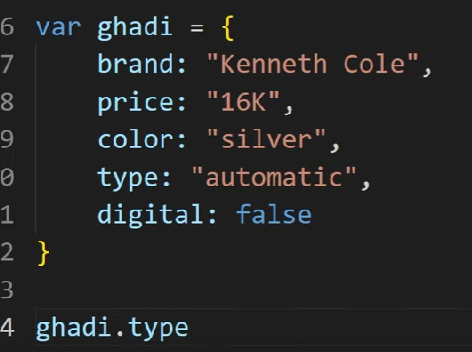 6 var ghadi = {
7     brand: "Kenneth Cole",
8     price: "16K",
9     color: "silver",
0     type: "automatic",
1     digital: false
2 }
3
4 ghadi.type